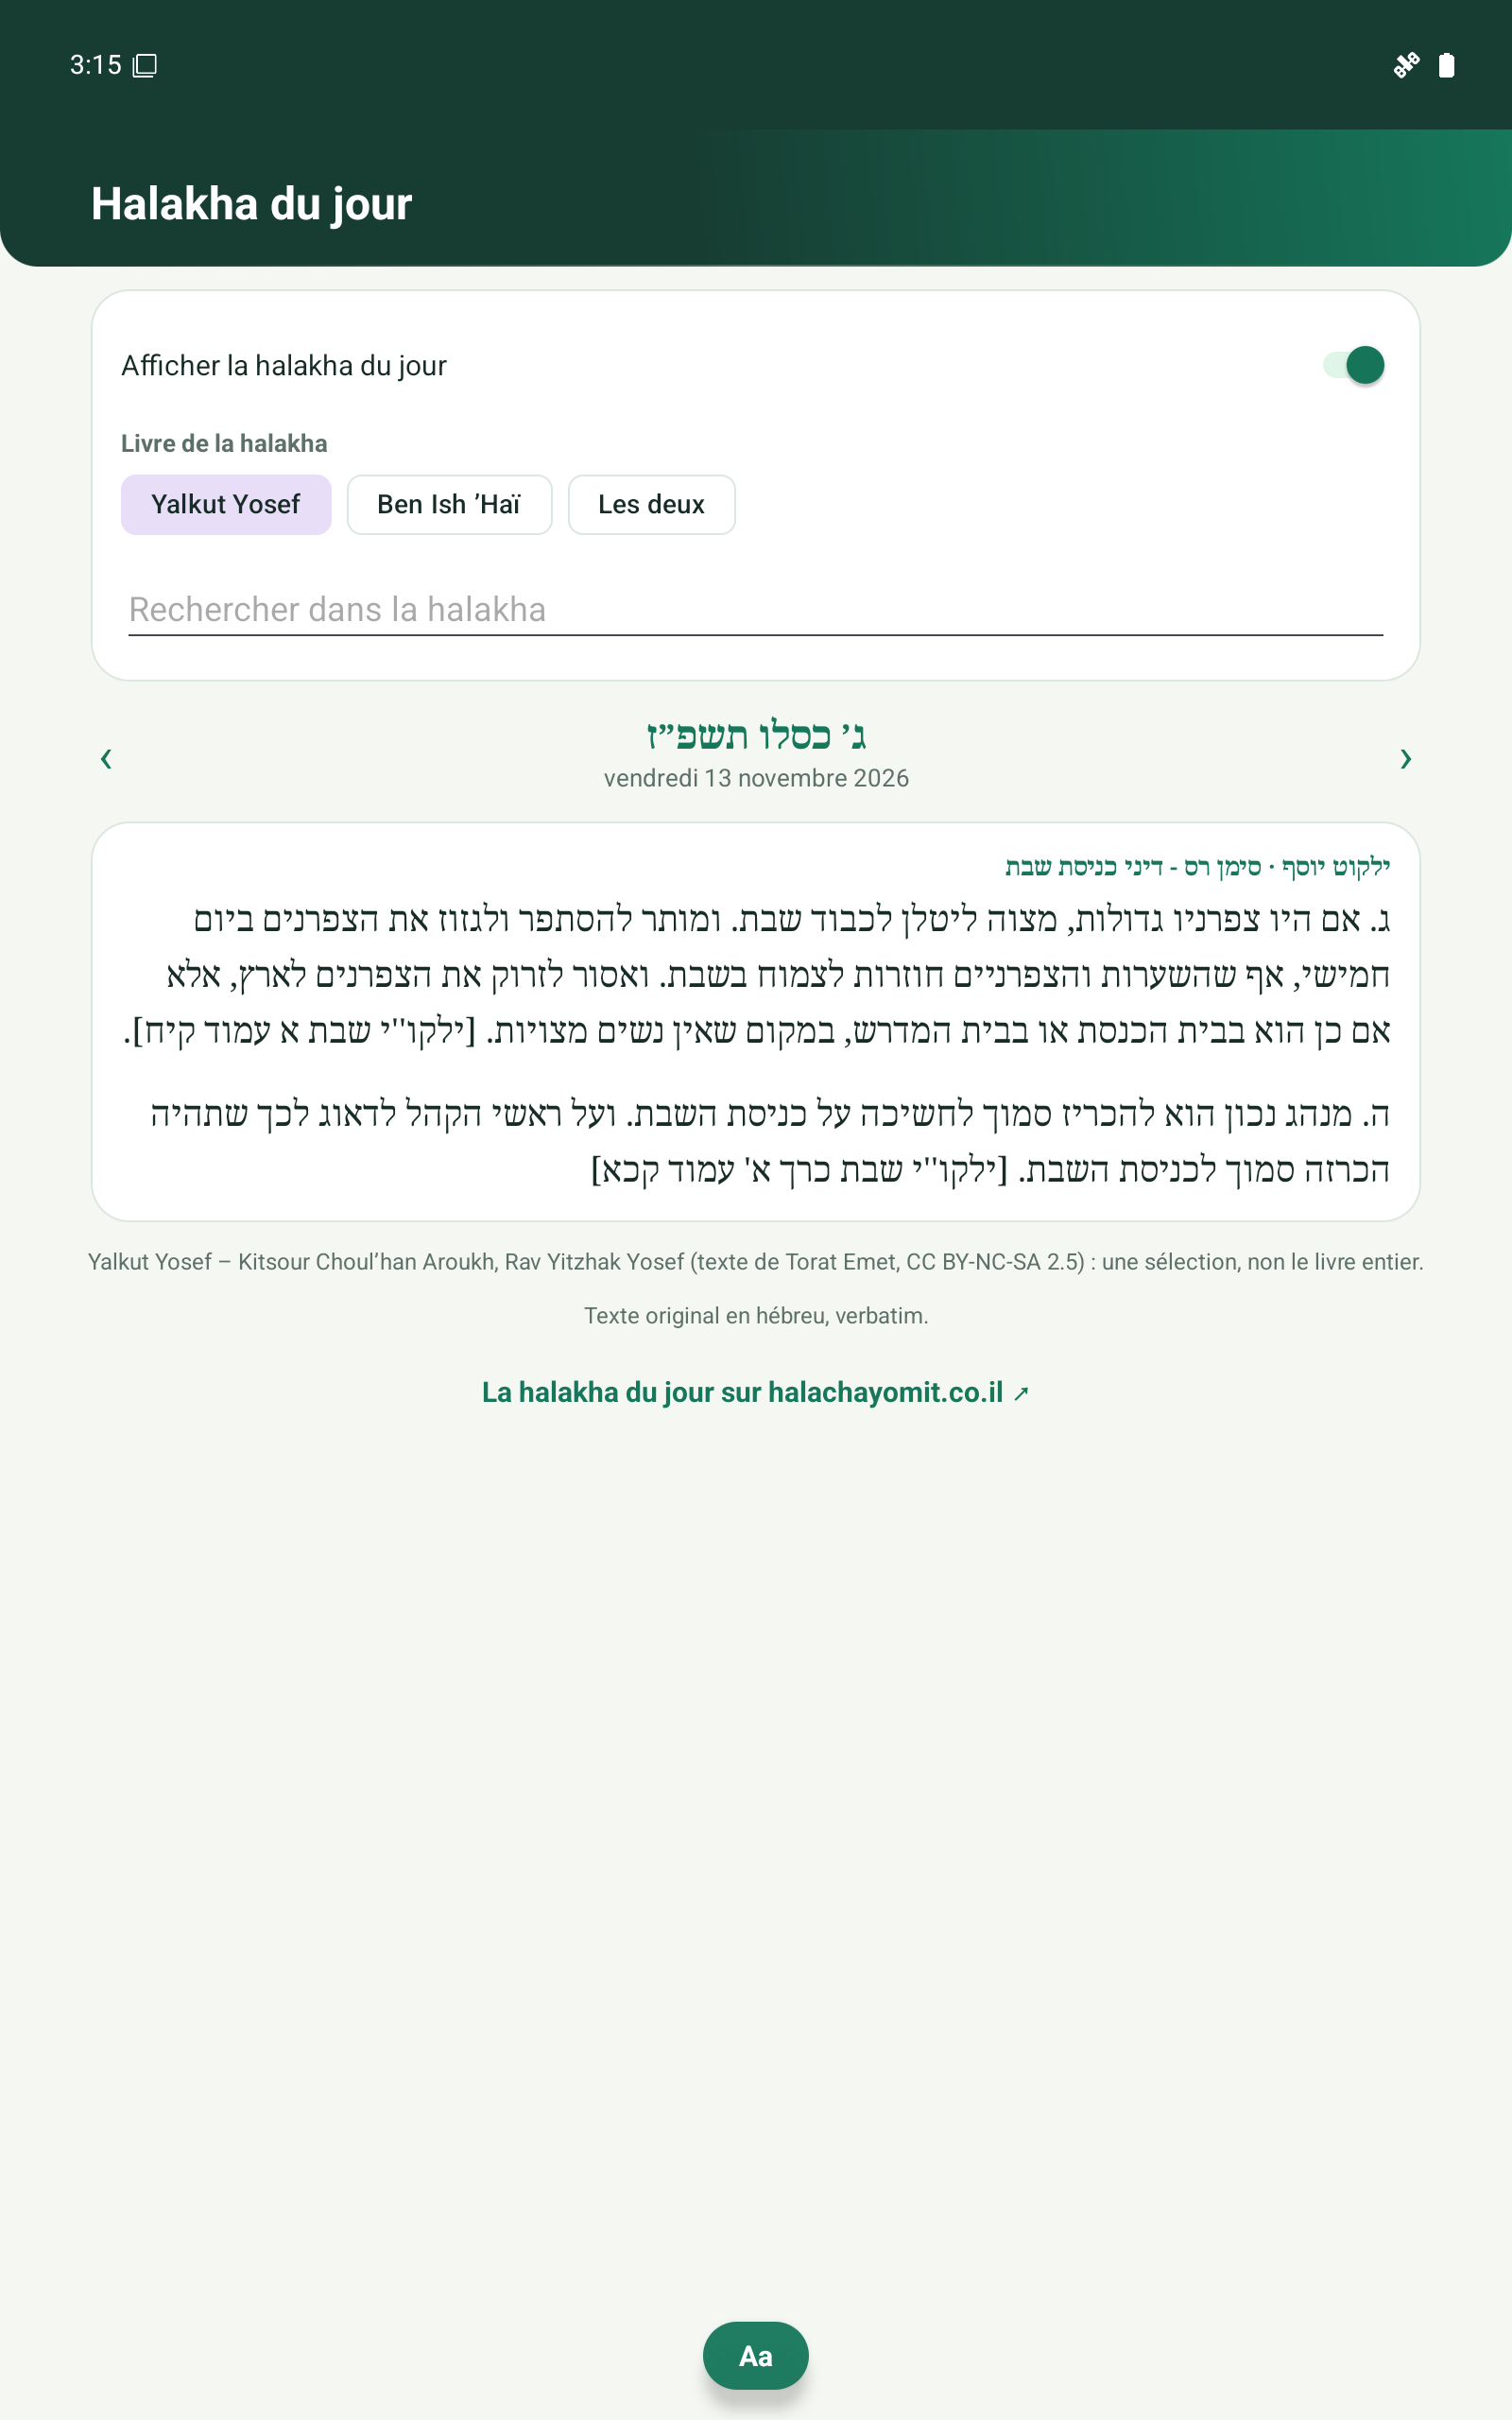 3:15
Halakha du jour
Afficher la halakha du jour
Livre de la halakha
Yalkut Yosef
Ben Ish ’Haï
Les deux
Rechercher dans la halakha
ג׳ כסלו תשפ״ז
vendredi 13 novembre 2026
ילקוט יוסף · סימן רס - דיני כניסת שבת
ג. אם היו צפרניו גדולות, מצוה ליטלן לכבוד שבת. ומותר להסתפר ולגזוז את הצפרנים ביום
חמישי, אף שהשערות והצפרניים חוזרות לצמוח בשבת. ואסור לזרוק את הצפרנים לארץ, אלא
אם כן הוא בבית הכנסת או בבית המדרש, במקום שאין נשים מצויות. [ילקו''י שבת א עמוד קיח].
ה. מנהג נכון הוא להכריז סמוך לחשיכה על כניסת השבת. ועל ראשי הקהל לדאוג לכך שתהיה
הכרזה סמוך לכניסת השבת. [ילקו''י שבת כרך א' עמוד קכא]
Yalkut Yosef – Kitsour Choul’han Aroukh, Rav Yitzhak Yosef (texte de Torat Emet, CC BY-NC-SA 2.5) : une sélection, non le livre entier.
Texte original en hébreu, verbatim.
La halakha du jour sur halachayomit.co.il ↗
Aa